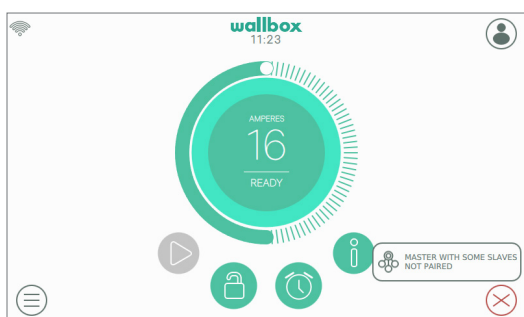 wallbox
11:23
AMPERES
16
READY
MASTER WITH SOME SLAVES
NOT PAIRED